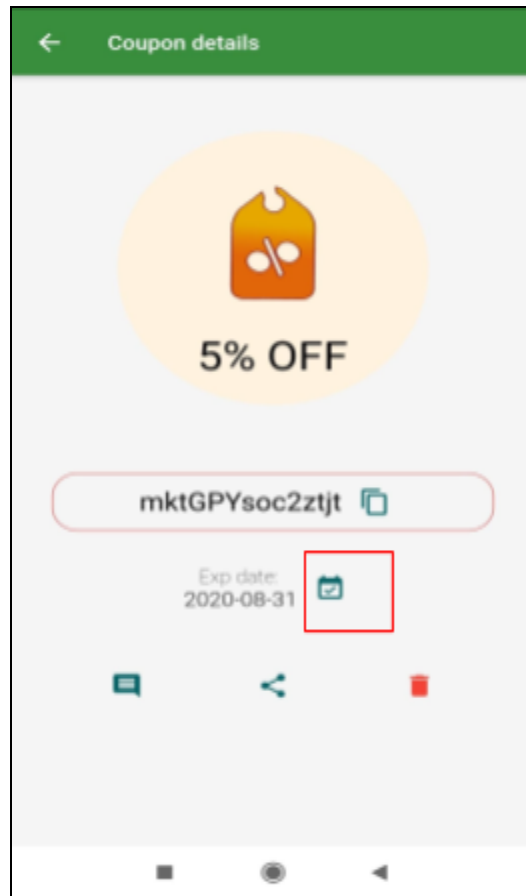 Coupon details
5% OFF
mktGPYsoc2ztjt
Exp date:
2020-08-31